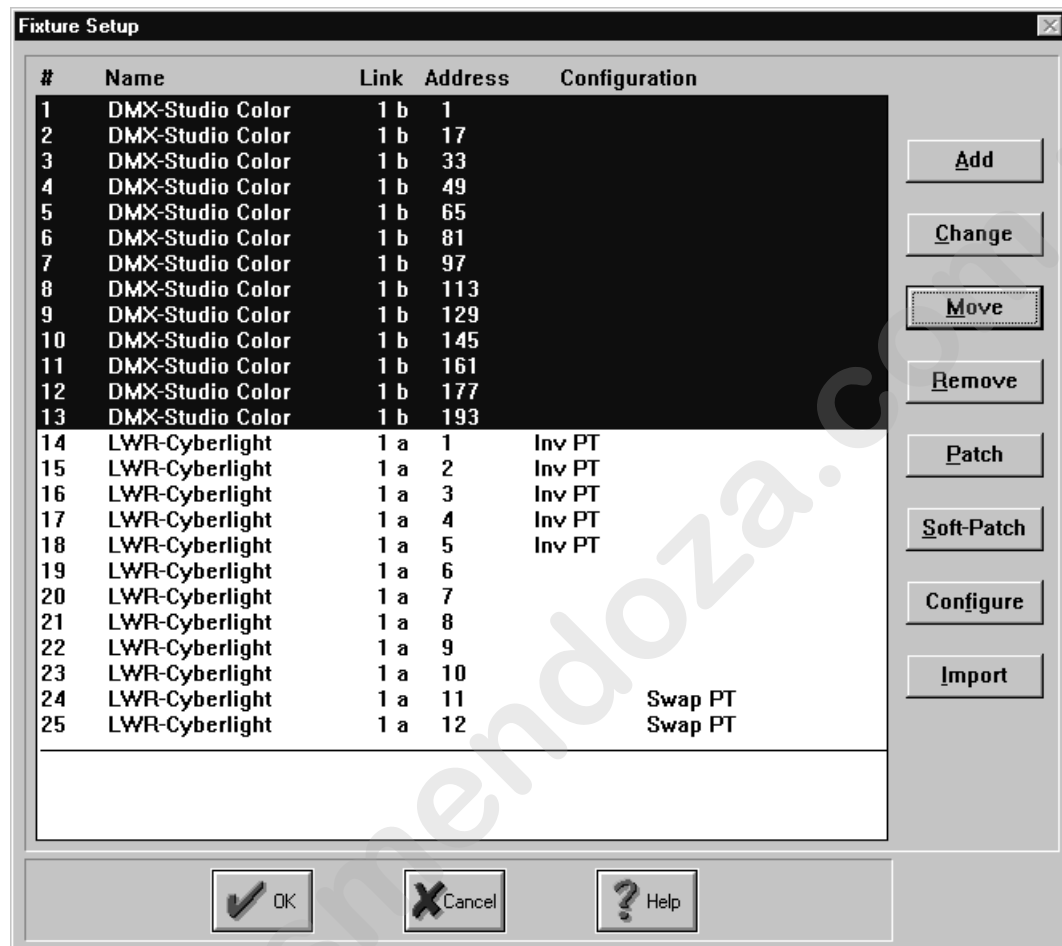 Fixture Setup
# Name Link Address Configuration
1 DMX-Studio Color 1 b 1
2 DMX-Studio Color 1 b 17
3 DMX-Studio Color 1 b 33
4 DMX-Studio Color 1 b 49
5 DMX-Studio Color 1 b 65
6 DMX-Studio Color 1 b 81
7 DMX-Studio Color 1 b 97
8 DMX-Studio Color 1 b 113
9 DMX-Studio Color 1 b 129
10 DMX-Studio Color 1 b 145
11 DMX-Studio Color 1 b 161
12 DMX-Studio Color 1 b 177
13 DMX-Studio Color 1 b 193
14 LWR-Cyberlight 1 a 1 Inv PT
15 LWR-Cyberlight 1 a 2 Inv PT
16 LWR-Cyberlight 1 a 3 Inv PT
17 LWR-Cyberlight 1 a 4 Inv PT
18 LWR-Cyberlight 1 a 5 Inv PT
19 LWR-Cyberlight 1 a 6
20 LWR-Cyberlight 1 a 7
21 LWR-Cyberlight 1 a 8
22 LWR-Cyberlight 1 a 9
23 LWR-Cyberlight 1 a 10
24 LWR-Cyberlight 1 a 11 Swap PT
25 LWR-Cyberlight 1 a 12 Swap PT
Add
Change
Move
Remove
Patch
Soft-Patch
Configure
Import
OK
Cancel
Help
smendoza.com